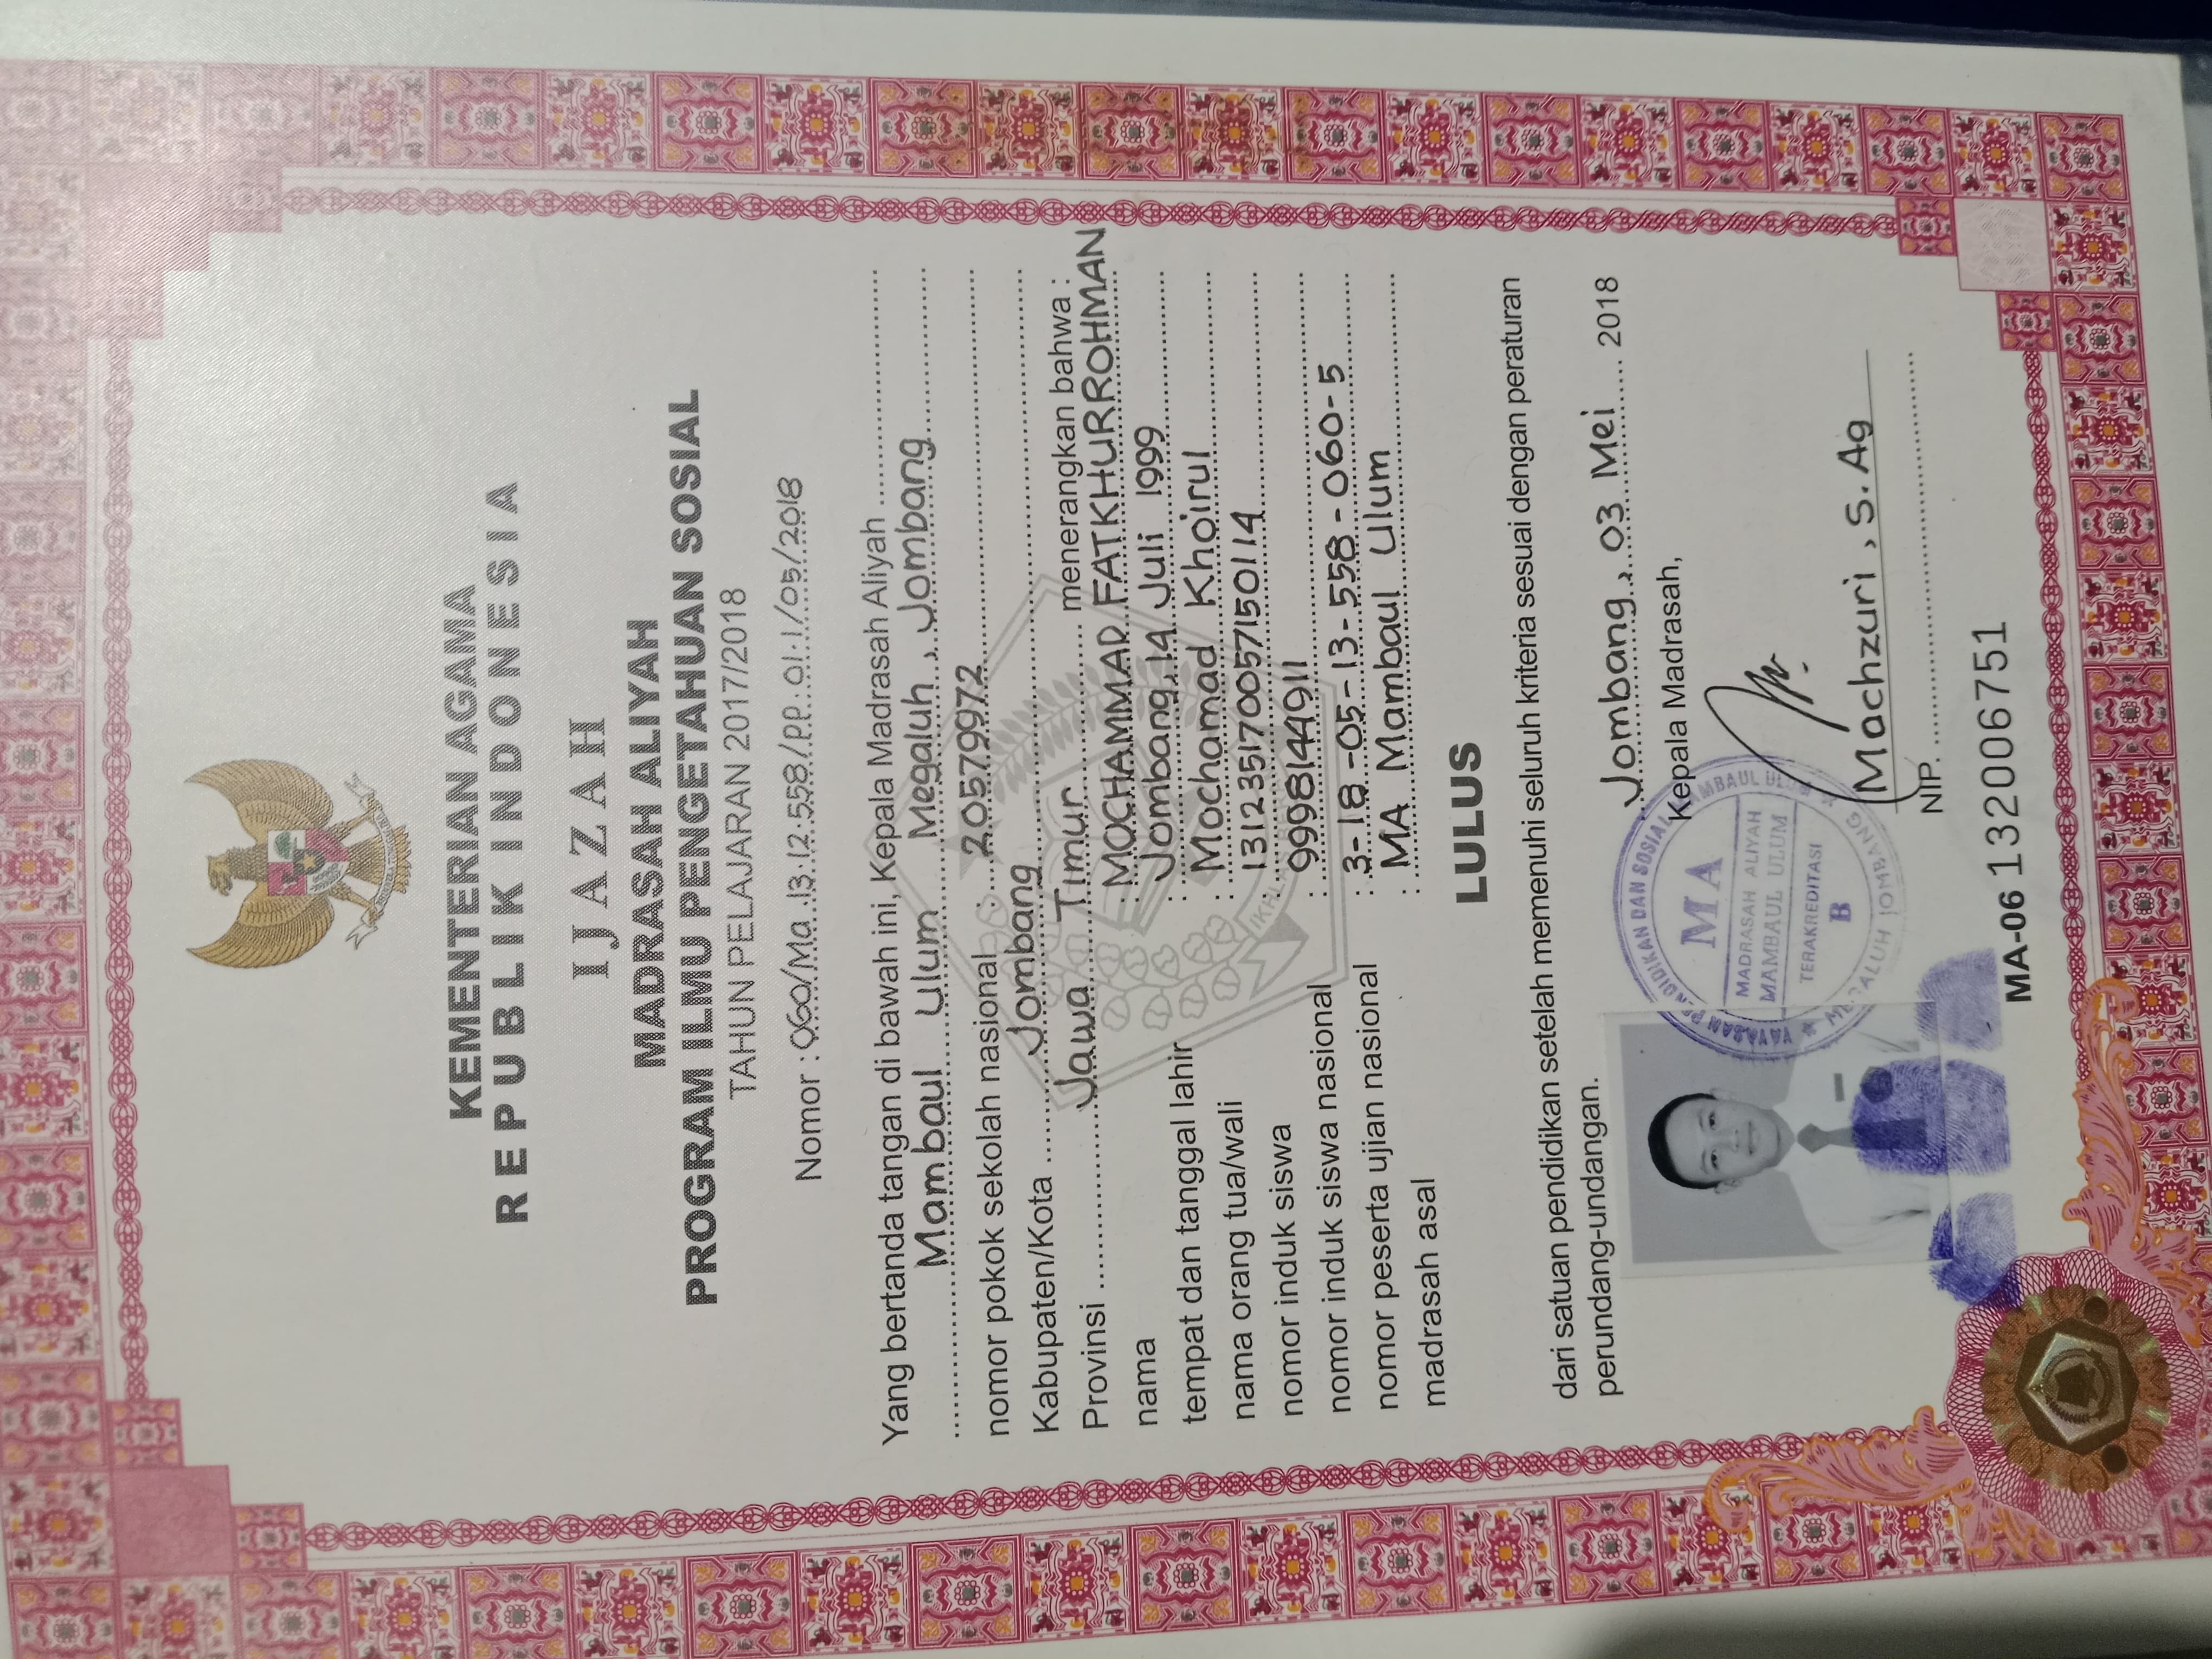 BHINNEKA TUNGGAL IKA
KEMENTERIAN AGAMA
REPUBLIK INDONESIA
IJAZAH
MADRASAH ALIYAH
PROGRAM ILMU PENGETAHUAN SOSIAL
TAHUN PELAJARAN 2017/2018
Nomor : 060/Ma.13.12.558/PP.01.1/05/2018
Yang bertanda tangan di bawah ini, Kepala Madrasah Aliyah
Mambaul Ulum Megaluh, Jombang
nomor pokok sekolah nasional : 20579972
Kabupaten/Kota Jombang
Provinsi Jawa Timur menerangkan bahwa :
nama : MOCHAMMAD FATKHURROHMAN
tempat dan tanggal lahir : Jombang, 14 Juli 1999
nama orang tua/wali : Mochamad Khoirul
nomor induk siswa : 131235170057150114
nomor induk siswa nasional : 9998144911
nomor peserta ujian nasional : 3-18-05-13-558-060-5
madrasah asal : MA Mambaul Ulum
LULUS
dari satuan pendidikan setelah memenuhi seluruh kriteria sesuai dengan peraturan
perundang-undangan.
Jombang, 03 Mei 2018
Kepala Madrasah,
YAYASAN PENDIDIKAN DAN SOSIAL MAMBAUL ULUM
MA
MADRASAH ALIYAH
MAMBAUL ULUM
TERAKREDITASI
B
MEGALUH JOMBANG
Mochzuri, S.Ag
NIP.
MA-06 132006751